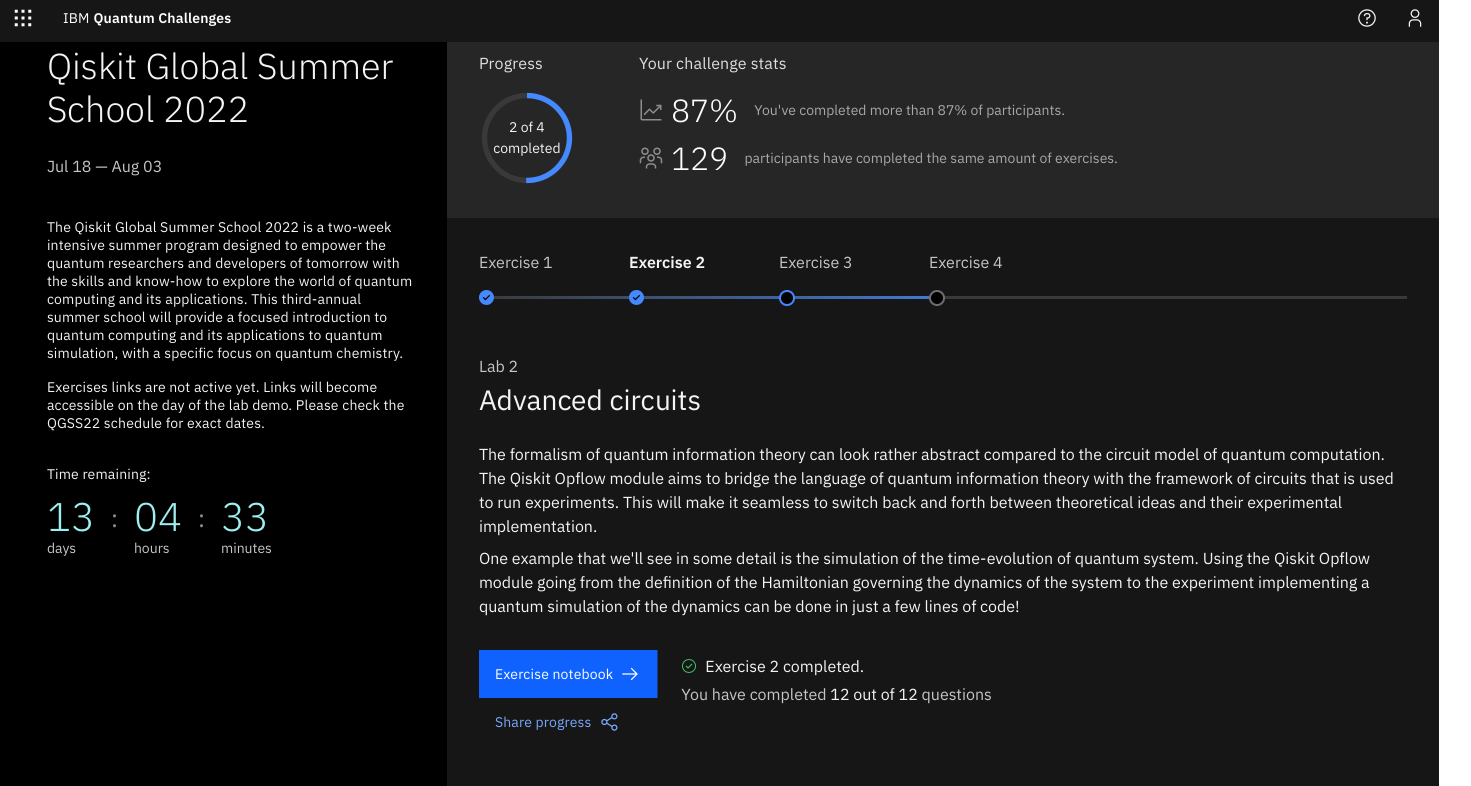 IBM Quantum Challenges
Qiskit Global Summer
School 2022
Jul 18 — Aug 03
The Qiskit Global Summer School 2022 is a two-week
intensive summer program designed to empower the
quantum researchers and developers of tomorrow with
the skills and know-how to explore the world of quantum
computing and its applications. This third-annual
summer school will provide a focused introduction to
quantum computing and its applications to quantum
simulation, with a specific focus on quantum chemistry.
Exercises links are not active yet. Links will become
accessible on the day of the lab demo. Please check the
QGSS22 schedule for exact dates.
Time remaining:
13 : 04 : 33
days hours minutes
Progress
2 of 4
completed
Your challenge stats
87% You've completed more than 87% of participants.
129 participants have completed the same amount of exercises.
Exercise 1 Exercise 2 Exercise 3 Exercise 4
Lab 2
Advanced circuits
The formalism of quantum information theory can look rather abstract compared to the circuit model of quantum computation.
The Qiskit Opflow module aims to bridge the language of quantum information theory with the framework of circuits that is used
to run experiments. This will make it seamless to switch back and forth between theoretical ideas and their experimental
implementation.
One example that we'll see in some detail is the simulation of the time-evolution of quantum system. Using the Qiskit Opflow
module going from the definition of the Hamiltonian governing the dynamics of the system to the experiment implementing a
quantum simulation of the dynamics can be done in just a few lines of code!
Exercise notebook
Share progress
Exercise 2 completed.
You have completed 12 out of 12 questions